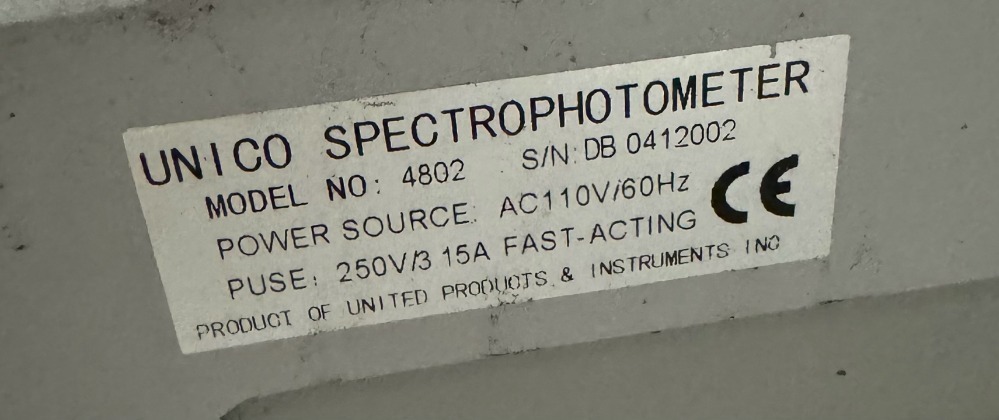 UNICO SPECTROPHOTOMETER
MODEL NO: 4802 S/N: DB 0412002
POWER SOURCE: AC110V/60Hz
PUSE: 250V/3 15A FAST-ACTING
CE
PRODUCT OF UNITED PRODUCTS & INSTRUMENTS INC